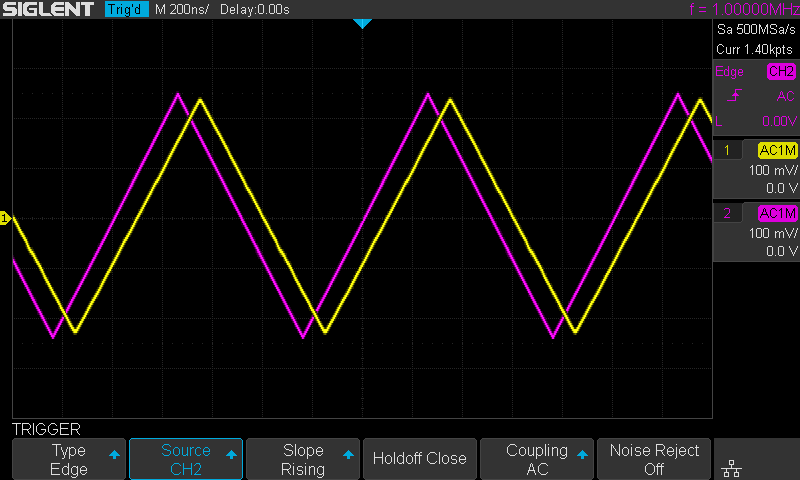 SIGLENT Trig'd M 200ns/ Delay:0.00s f = 1.00000MHz
Sa 500MSa/s
Curr 1.40kpts
Edge CH2
AC
L 0.00V
1 AC1M
100 mV/
0.0 V
2 AC1M
100 mV/
0.0 V
1
TRIGGER
Type
Edge
Source
CH2
Slope
Rising
Holdoff Close
Coupling
AC
Noise Reject
Off